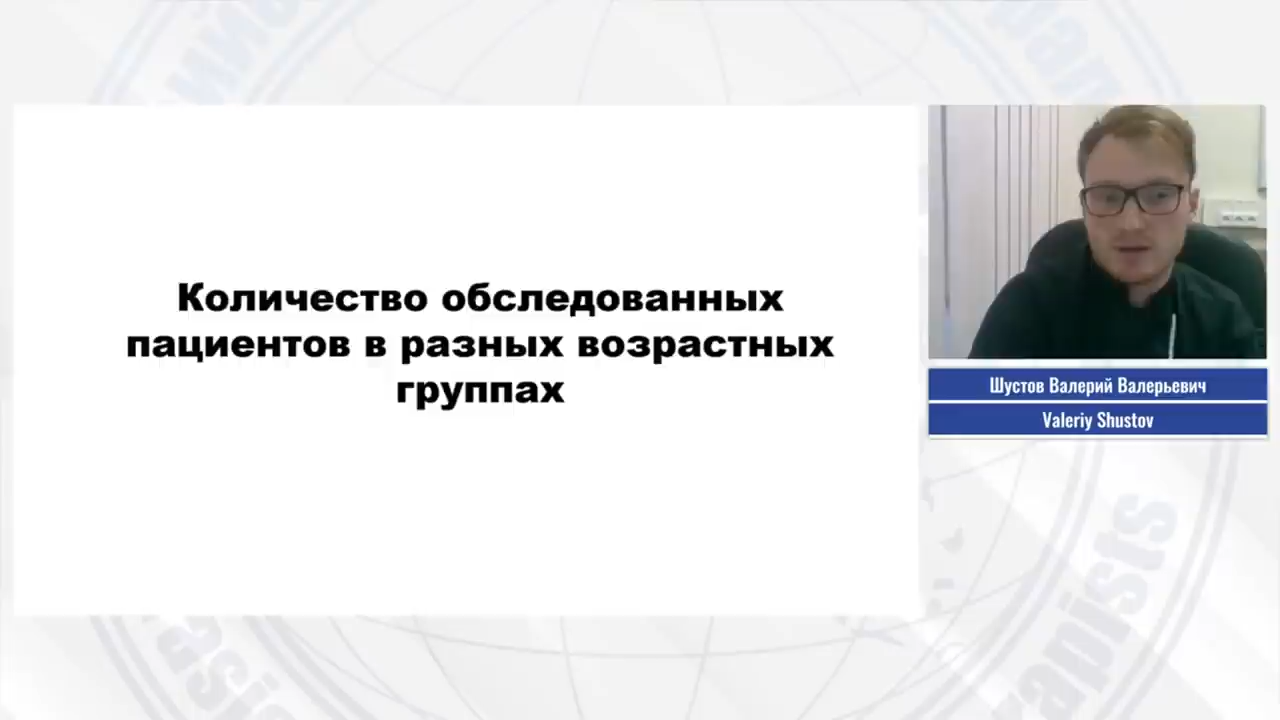 Количество обследованных
пациентов в разных возрастных
группах
Шустов Валерий Валерьевич
Valeriy Shustov